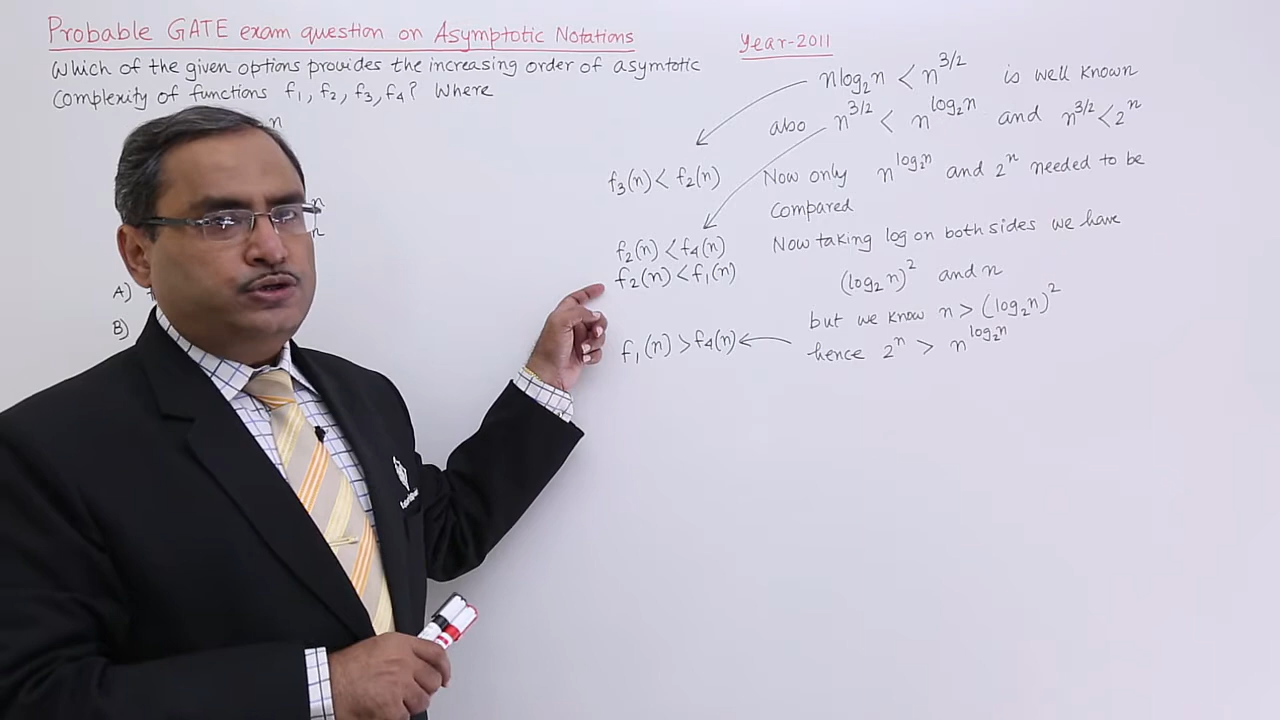 Probable GATE exam question on Asymptotic Notations
Year-2011
Which of the given options provides the increasing order of asymtotic
complexity of functions f₁, f₂, f₃, f₄? Where
n
n
n
A)
B)
nlog₂n < n^{3/2} is well known
also n^{3/2} < n^{log₂n} and n^{3/2} < 2^n
f₃(n) < f₂(n)
Now only n^{log₂n} and 2^n needed to be
compared
f₂(n) < f₄(n)
f₂(n) < f₁(n)
Now taking log on both sides we have
(log₂n)² and n
but we know n > (log₂n)²
f₁(n) > f₄(n)
hence 2^n > n^{log₂n}